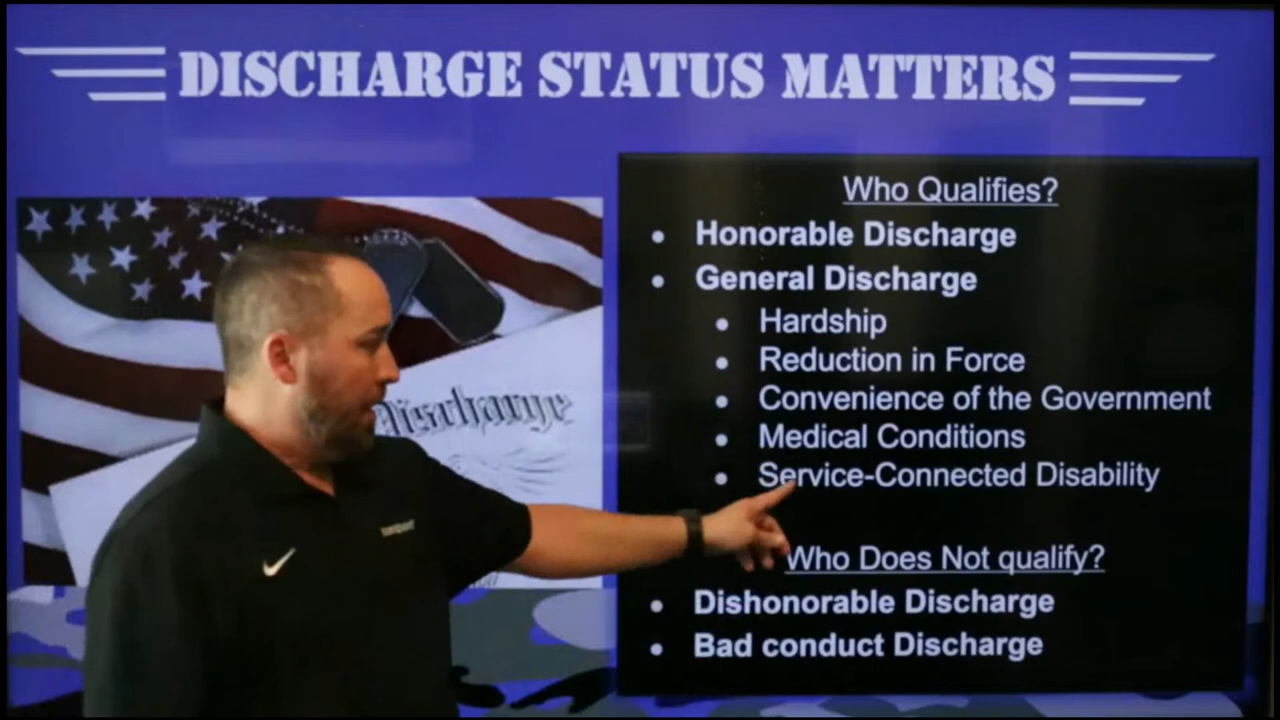 DISCHARGE STATUS MATTERS
Who Qualifies?
Honorable Discharge
General Discharge
Hardship
Reduction in Force
Convenience of the Government
Medical Conditions
Service-Connected Disability
Discharge
Who Does Not qualify?
Dishonorable Discharge
Bad conduct Discharge